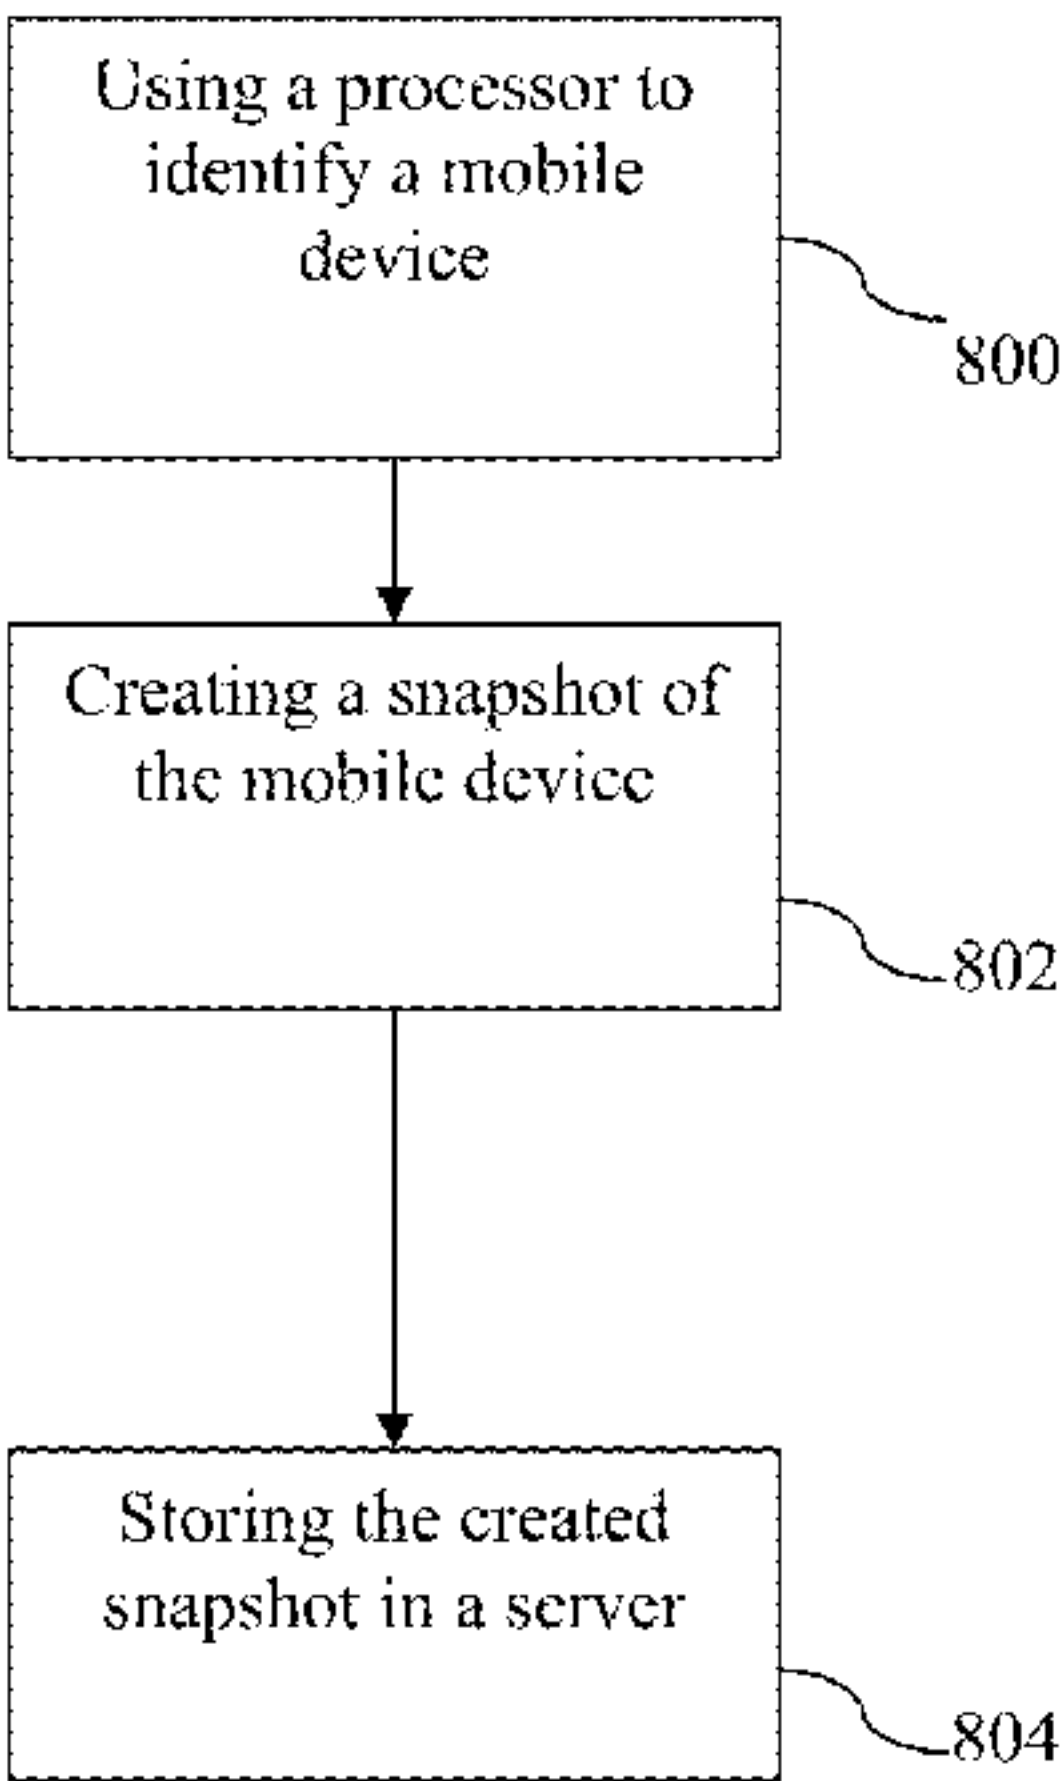 Using a processor to
identify a mobile
device
800
Creating a snapshot of
the mobile device
802
Storing the created
snapshot in a server
804